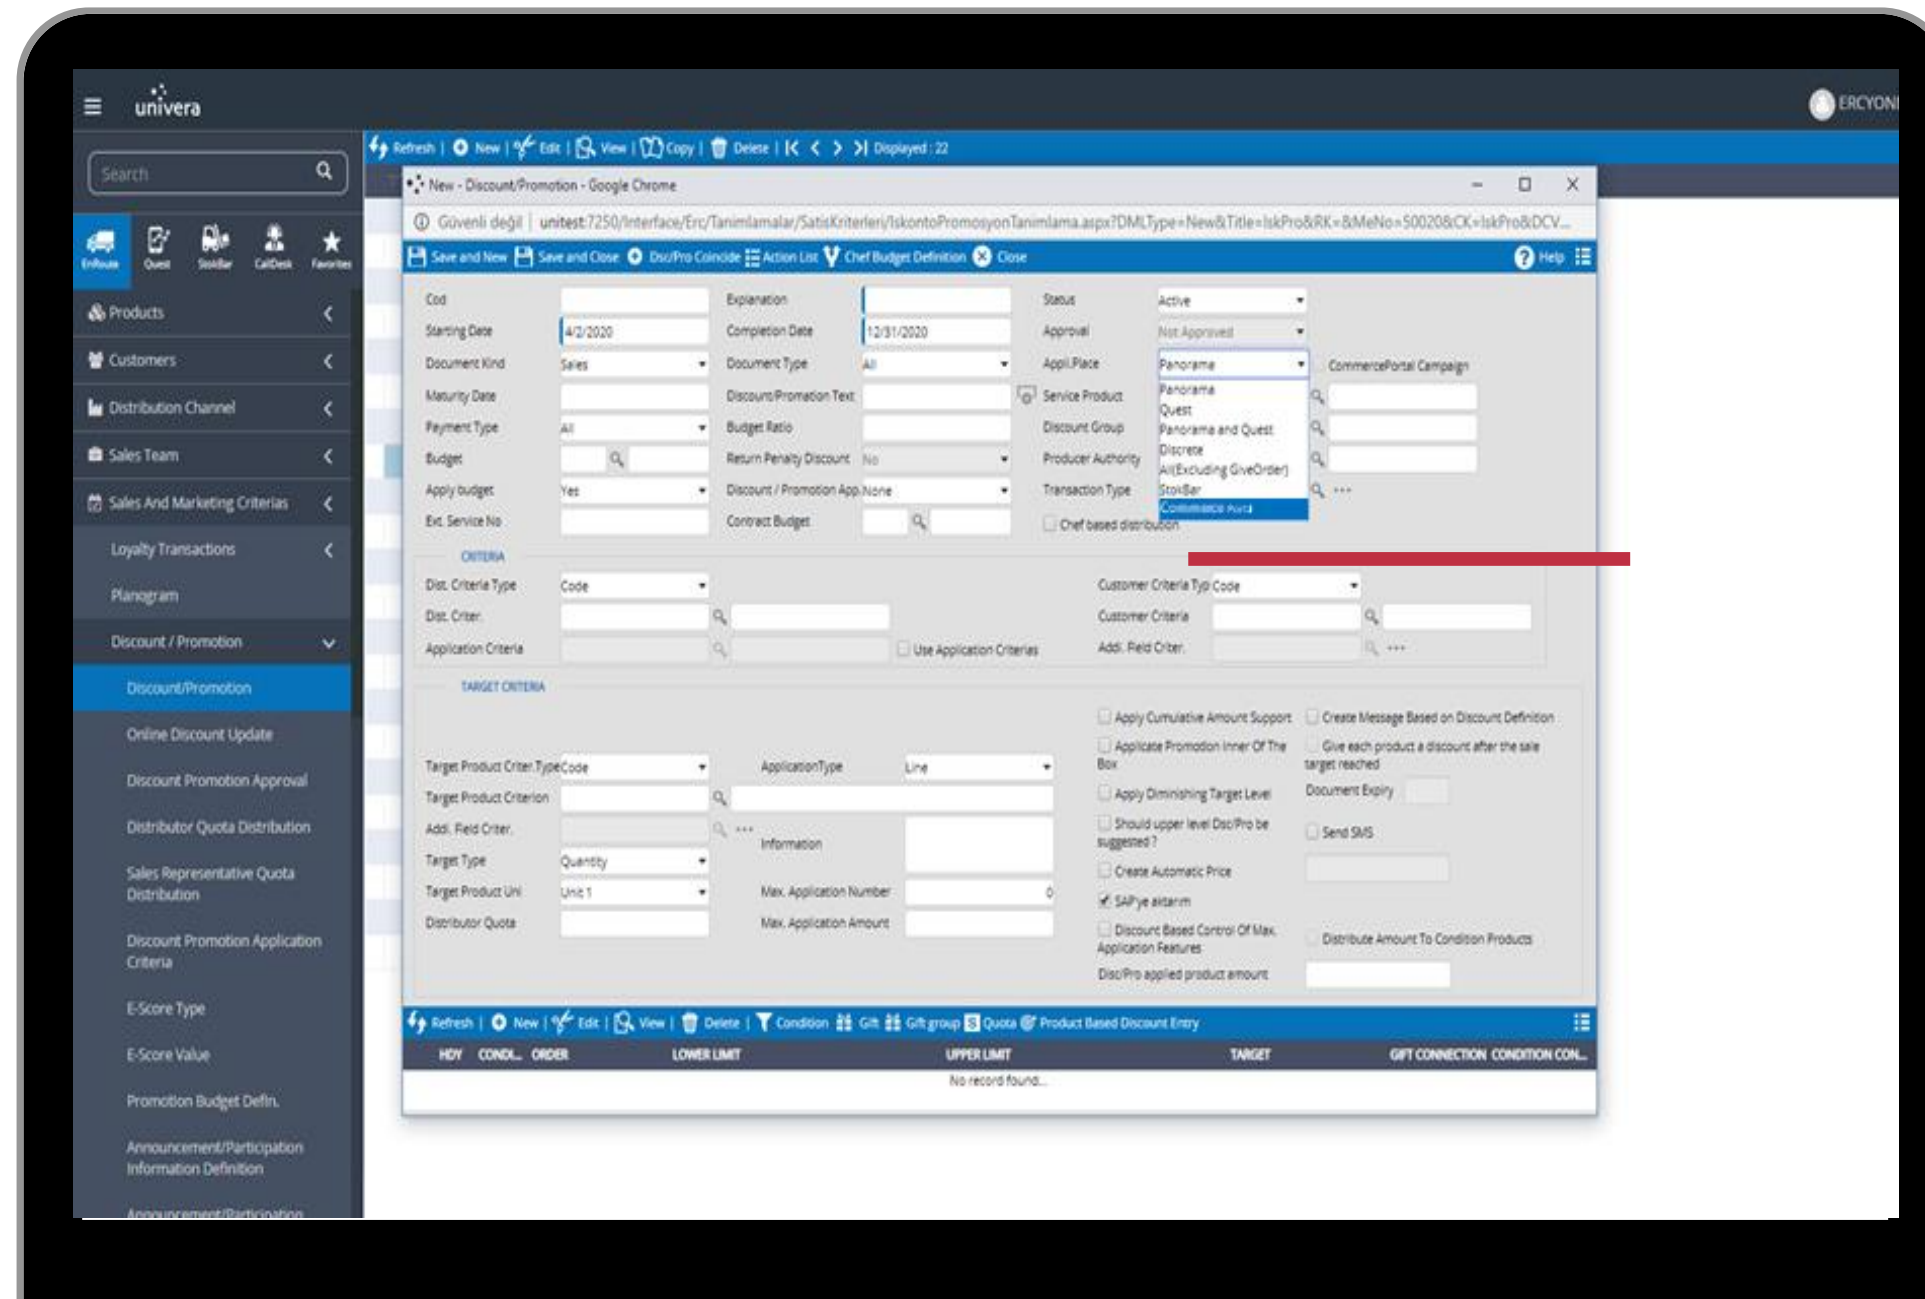 univera
ERCYONI
Search
Refresh | New | Edit | View | Copy | Delete | Displayed : 22
EnRoute Quest StokBar CallDesk Favorites
Products
Customers
Distribution Channel
Sales Team
Sales And Marketing Criterias
Loyalty Transactions
Planogram
Discount / Promotion
Discount/Promotion
Online Discount Update
Discount Promotion Approval
Distributor Quota Distribution
Sales Representative Quota
Distribution
Discount Promotion Application
Criteria
E-Score Type
E-Score Value
Promotion Budget Defin.
Announcement/Participation
Information Definition
Announcement/Participation
New - Discount/Promotion - Google Chrome
Güvenli değil | unitest:7250/Interface/Erc/Tanimlamalar/SatisKriterleri/IskontoPromosyonTanimlama.aspx?DMLType=New&Title=IskPro&RK=&MeNo=50020&CK=IskPro&DCV...
Save and New Save and Close Dsc/Pro Coincide Action List Chef Budget Definition Close Help
Cod Explanation Status Active
Starting Date 4/2/2020 Completion Date 12/31/2020 Approval Not Approved
Document Kind Sales Document Type All Appl.Place Panorama CommercePortal Campaign
Maturity Date Discount/Promation Text Service Product
Payment Type All Budget Ratio Discount Group
Budget Return Penalty Discount No Producer Authority
Apply budget Yes Discount / Promotion App. None Transaction Type
Ext. Service No Contract Budget Chef based distribution
Panorama
Quest
Panorama and Quest
Discrete
All(Excluding GiveOrder)
StokBar
Commerce Portal
CRITERIA
Dist. Criteria Type Code Customer Criteria Typ Code
Dist. Criter. Customer Criteria
Application Criteria Use Application Criterias Addi. Field Criter.
TARGET CRITERIA
Apply Cumulative Amount Support Create Message Based on Discount Definition
Applicate Promotion Inner Of The Box Give each product a discount after the sale target reached
Target Product Criter.Type Code ApplicationType Line
Target Product Criterion Apply Diminishing Target Level Document Expiry
Addi. Field Criter. Information Should upper level Dsc/Pro be suggested ? Send SMS
Target Type Quantity Create Automatic Price
Target Product Uni Unit 1 Max. Application Number 0 SAP'ye aktarım
Distributor Quota Max. Application Amount
Discount Based Control Of Max. Application Features Distribute Amount To Condition Products
Disc/Pro applied product amount
Refresh | New | Edit | View | Delete | Condition Gift Gift group Quota Product Based Discount Entry
HDY CONDI... ORDER LOWER LIMIT UPPER LIMIT TARGET GIFT CONNECTION CONDITION CON...
No record found...